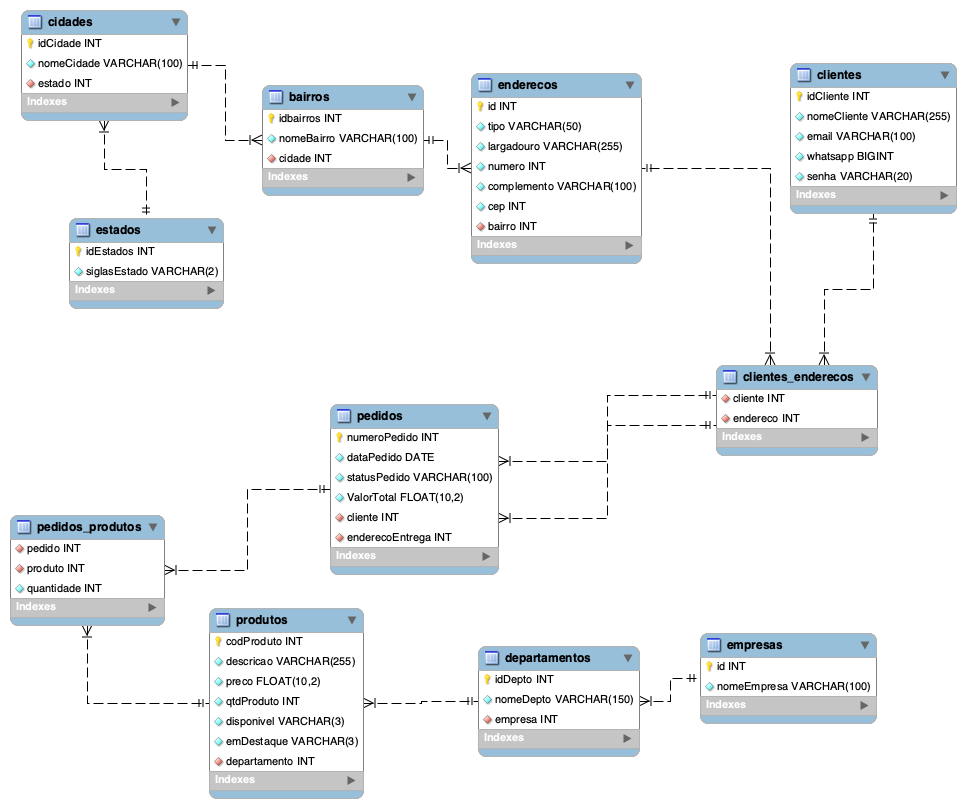 cidades
idCidade INT
nomeCidade VARCHAR(100)
estado INT
Indexes
bairros
idbairros INT
nomeBairro VARCHAR(100)
cidade INT
Indexes
enderecos
id INT
tipo VARCHAR(50)
largadouro VARCHAR(255)
numero INT
complemento VARCHAR(100)
cep INT
bairro INT
Indexes
clientes
idCliente INT
nomeCliente VARCHAR(255)
email VARCHAR(100)
whatsapp BIGINT
senha VARCHAR(20)
Indexes
estados
idEstados INT
siglasEstado VARCHAR(2)
Indexes
clientes_enderecos
cliente INT
endereco INT
Indexes
pedidos
numeroPedido INT
dataPedido DATE
statusPedido VARCHAR(100)
ValorTotal FLOAT(10,2)
cliente INT
enderecoEntrega INT
Indexes
pedidos_produtos
pedido INT
produto INT
quantidade INT
Indexes
produtos
codProduto INT
descricao VARCHAR(255)
preco FLOAT(10,2)
qtdProduto INT
disponivel VARCHAR(3)
emDestaque VARCHAR(3)
departamento INT
Indexes
departamentos
idDepto INT
nomeDepto VARCHAR(150)
empresa INT
Indexes
empresas
id INT
nomeEmpresa VARCHAR(100)
Indexes